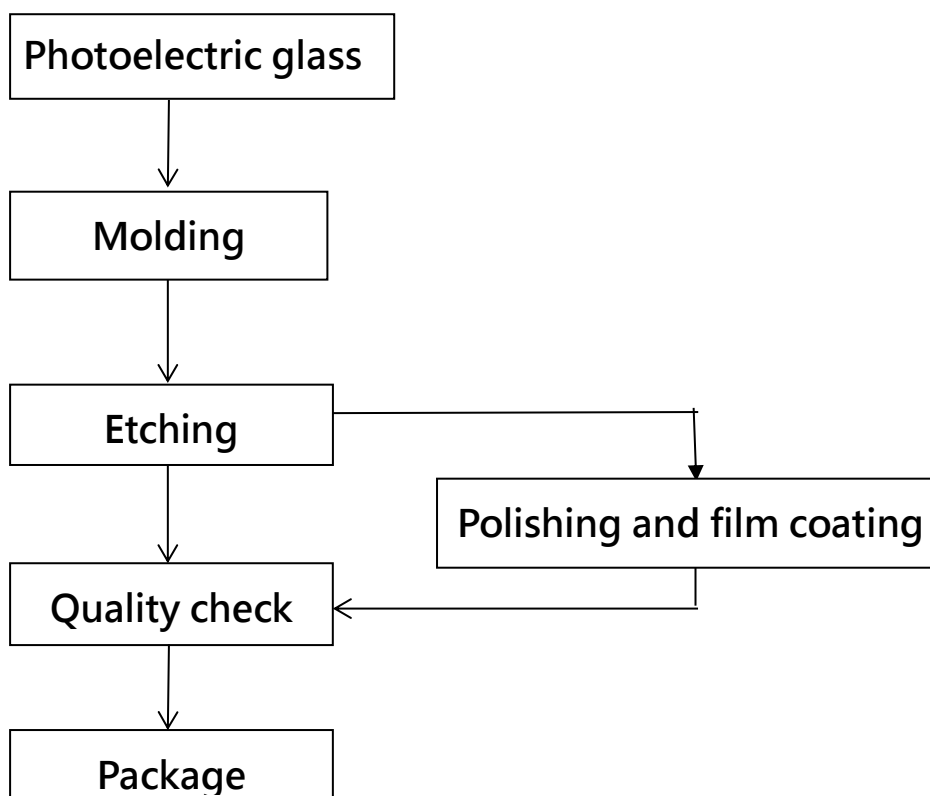 Photoelectric glass
Molding
Etching
Polishing and film coating
Quality check
Package